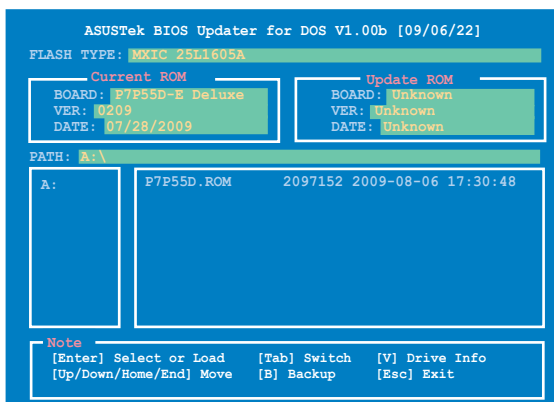 ASUSTek BIOS Updater for DOS V1.00b [09/06/22]
FLASH TYPE: MXIC 25L1605A
Current ROM
BOARD: P7P55D-E Deluxe
VER: 0209
DATE: 07/28/2009
Update ROM
BOARD: Unknown
VER: Unknown
DATE: Unknown
PATH: A:\
A:
P7P55D.ROM 2097152 2009-08-06 17:30:48
Note
[Enter] Select or Load [Tab] Switch [V] Drive Info
[Up/Down/Home/End] Move [B] Backup [Esc] Exit